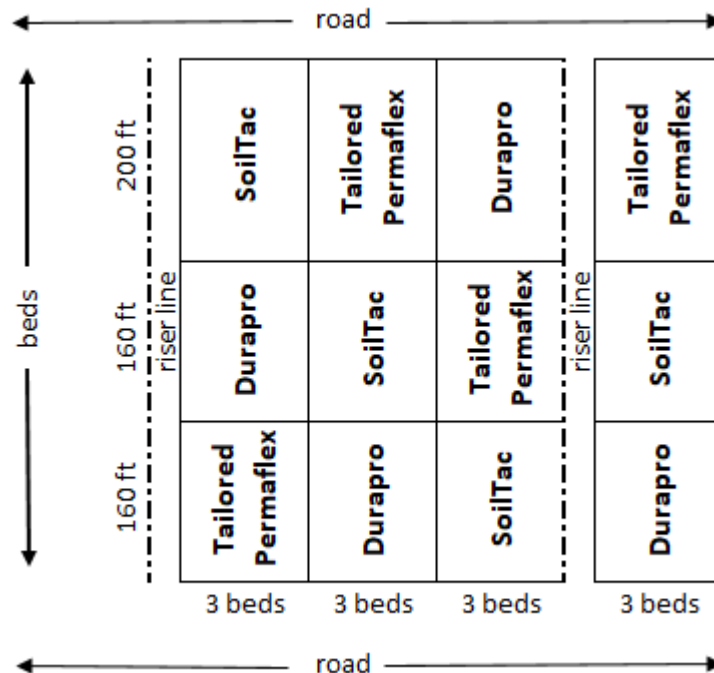 road
beds
200 ft
160 ft
160 ft
riser line
SoilTac
Tailored
Permaflex
Durapro
Tailored
Permaflex
Durapro
SoilTac
Tailored
Permaflex
riser line
SoilTac
Tailored
Permaflex
Durapro
SoilTac
Durapro
3 beds
3 beds
3 beds
3 beds
road